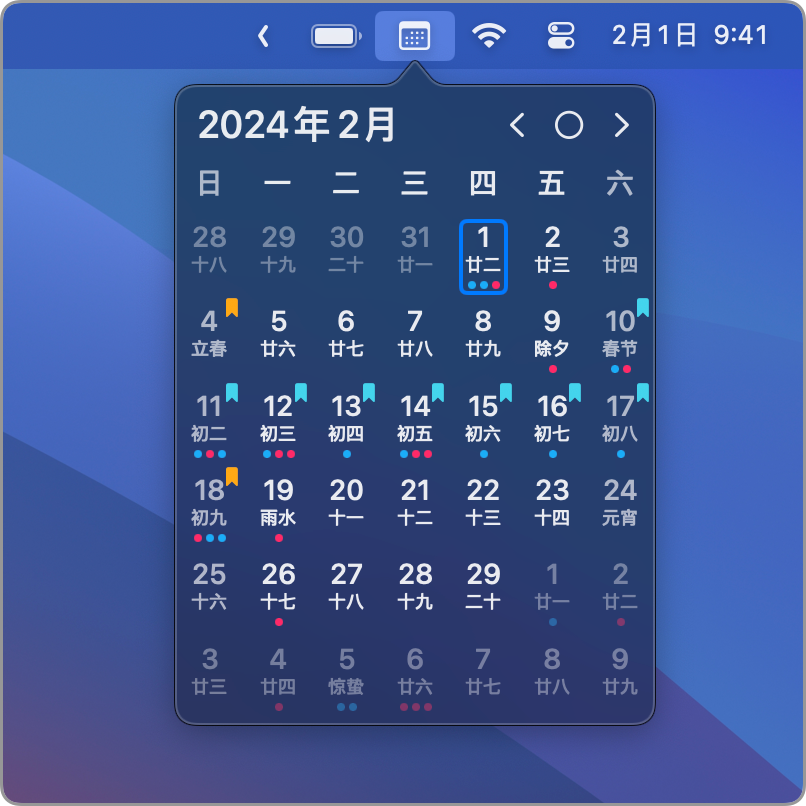 2月1日 9:41
2024年2月
日 一 二 三 四 五 六
28 29 30 31 1 2 3
十八 十九 二十 廿一 廿二 廿三 廿四
4 5 6 7 8 9 10
立春 廿六 廿七 廿八 廿九 除夕 春节
11 12 13 14 15 16 17
初二 初三 初四 初五 初六 初七 初八
18 19 20 21 22 23 24
初九 雨水 十一 十二 十三 十四 元宵
25 26 27 28 29 1 2
十六 十七 十八 十九 二十 廿一 廿二
3 4 5 6 7 8 9
廿三 廿四 惊蛰 廿六 廿七 廿八 廿九